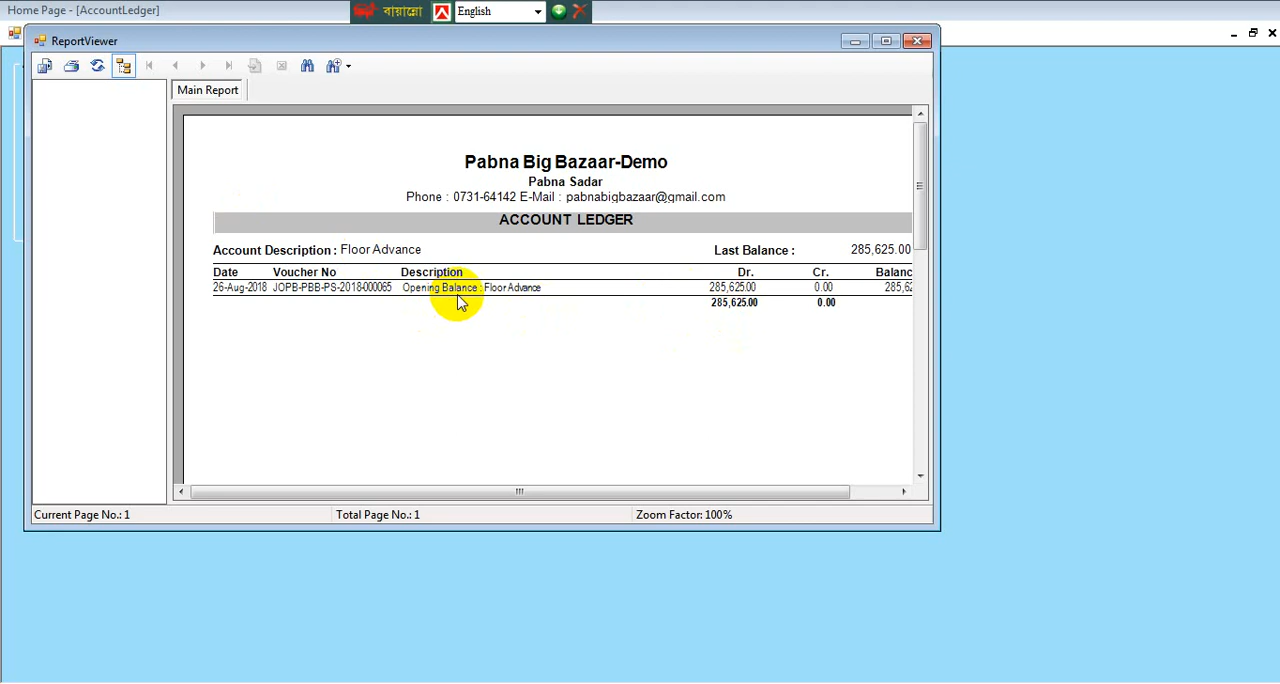 Home Page - [AccountLedger]
বায়ান্নো English
ReportViewer
Main Report
Pabna Big Bazaar-Demo
Pabna Sadar
Phone : 0731-64142 E-Mail : pabnabigbazaar@gmail.com
ACCOUNT LEDGER
Account Description : Floor Advance Last Balance : 285,625.00
Date Voucher No Description Dr. Cr. Balanc
26-Aug-2018 JOPB-PBB-PS-2018-000065 Opening Balance : Floor Advance 285,625.00 0.00 285,62
285,625.00 0.00
Current Page No.: 1 Total Page No.: 1 Zoom Factor: 100%